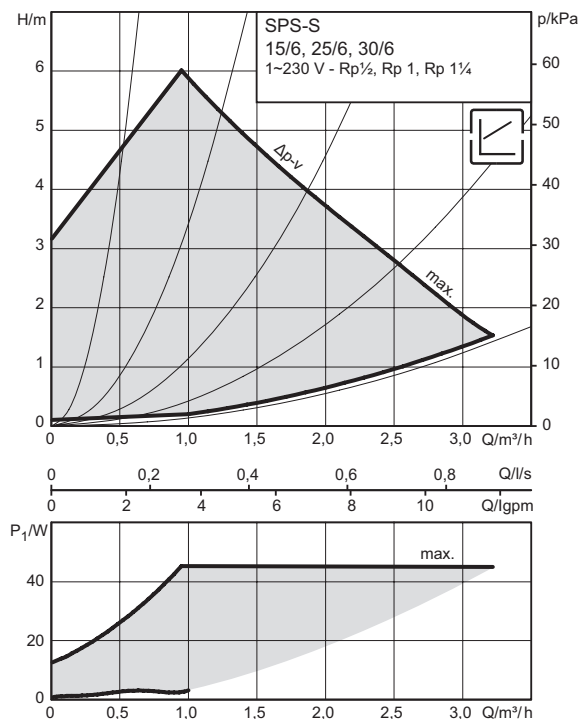 H/m
p/kPa
SPS-S
15/6, 25/6, 30/6
1~230 V - Rp½, Rp 1, Rp 1¼
6
5
4
3
2
1
0
60
50
40
30
20
10
0
Δp-v
max.
0 0,5 1,0 1,5 2,0 2,5 3,0 Q/m³/h
0 0,2 0,4 0,6 0,8 Q/l/s
0 2 4 6 8 10 Q/Igpm
P₁/W
40
20
0
max.
0 0,5 1,0 1,5 2,0 2,5 3,0 Q/m³/h